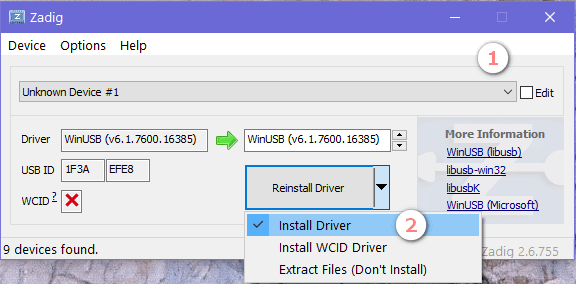 Zadig
Device Options Help
1
Unknown Device #1
Edit
Driver WinUSB (v6.1.7600.16385) WinUSB (v6.1.7600.16385)
More Information
WinUSB (libusb)
libusb-win32
libusbK
WinUSB (Microsoft)
USB ID 1F3A EFE8
WCID ?
Reinstall Driver
Install Driver
2
Install WCID Driver
Extract Files (Don't Install)
9 devices found.
Zadig 2.6.755